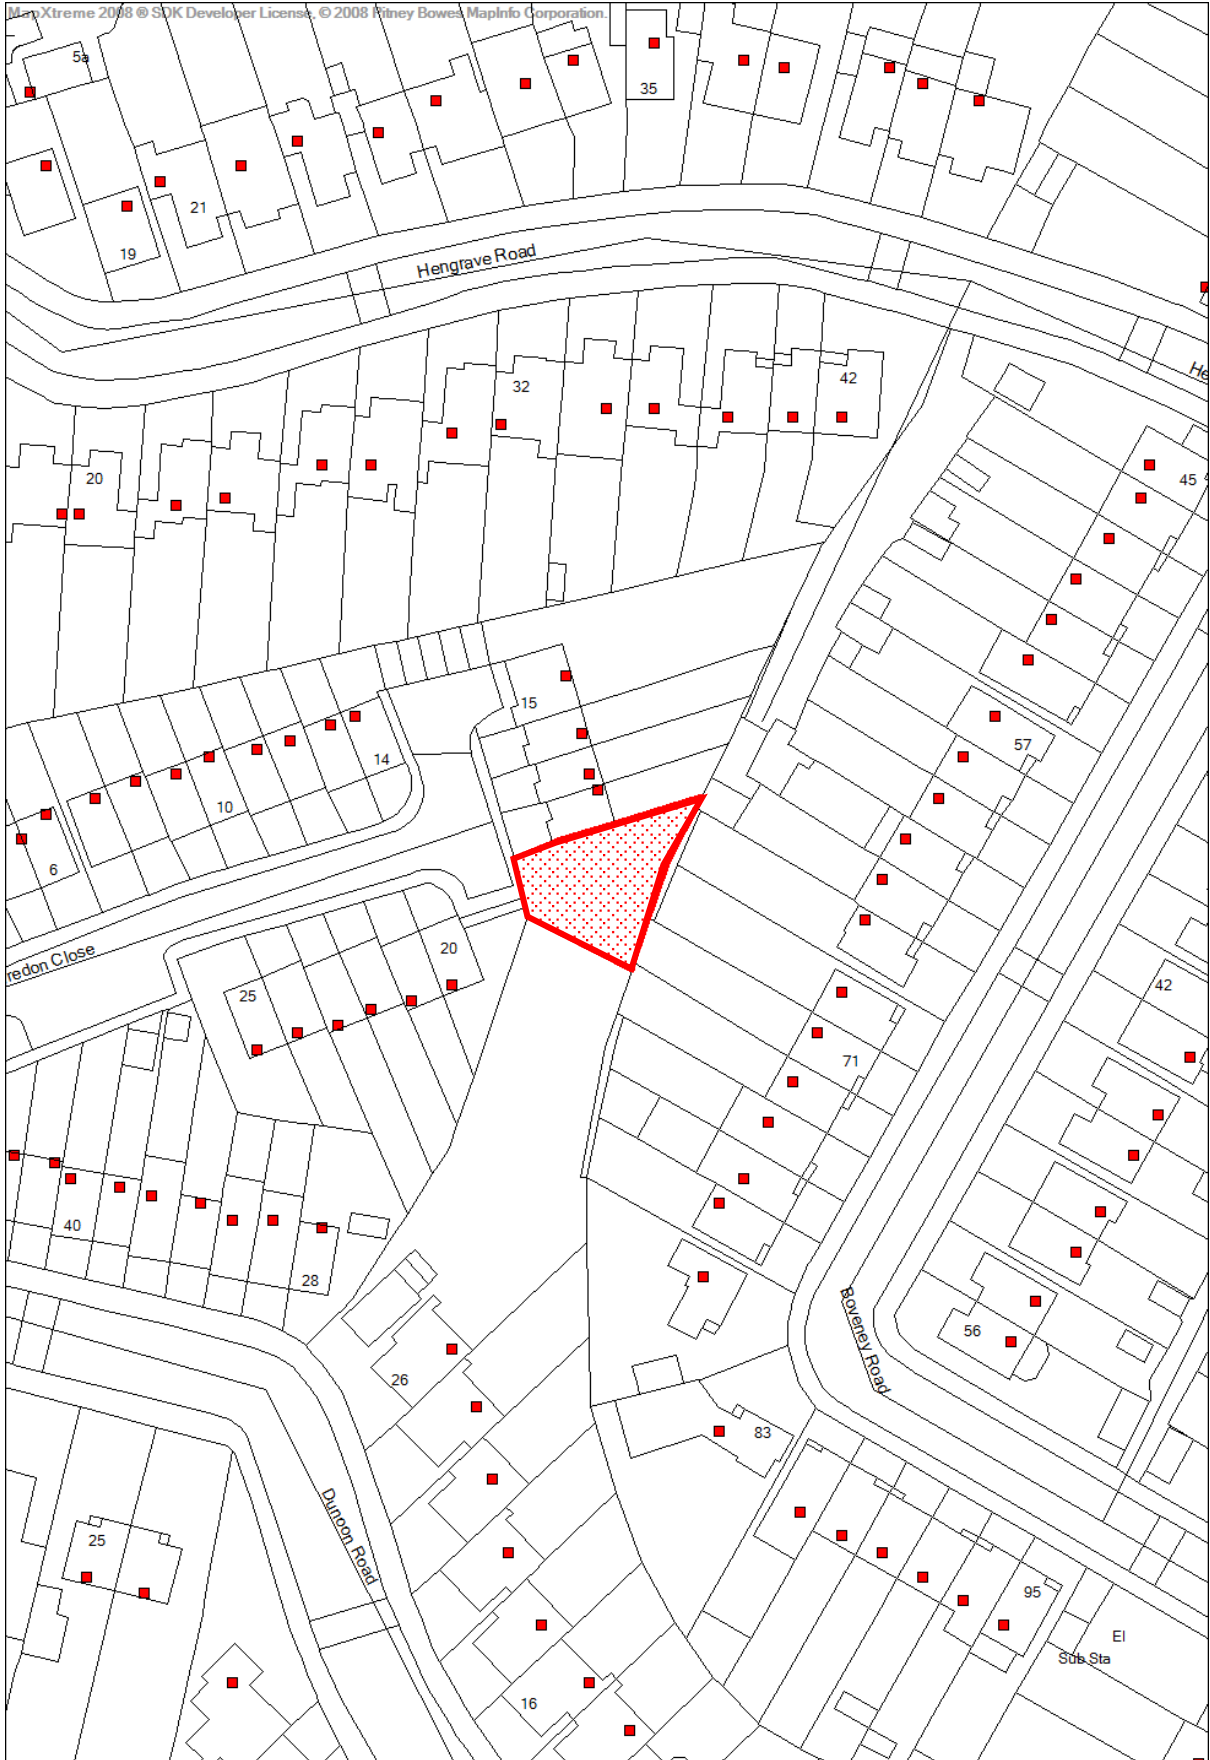 MapXtreme 2008 ® SDK Developer License. © 2008 Pitney Bowes MapInfo Corporation.
5a
35
21
19
Hengrave Road
He
32
42
20
45
15
57
14
10
6
redon Close
20
25
42
71
40
28
Boveney Road
56
26
83
Dunoon Road
25
95
El
Sub Sta
16